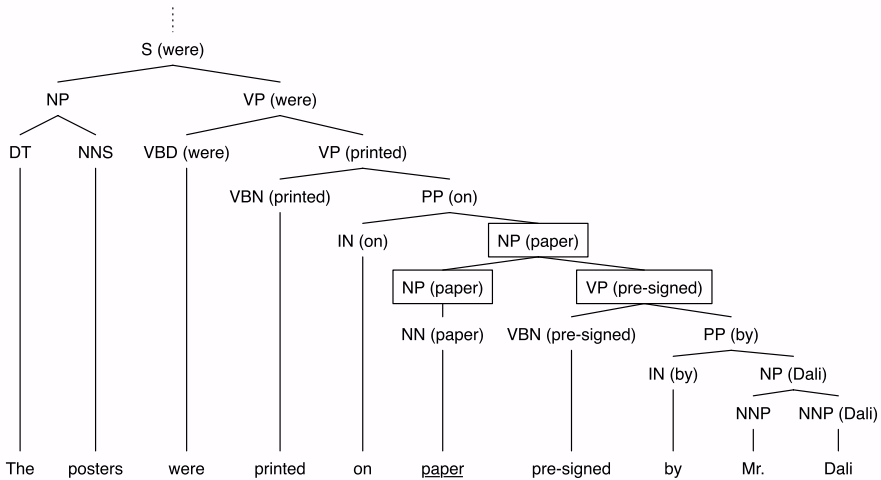 S (were)
NP VP (were)
DT NNS VBD (were) VP (printed)
VBN (printed) PP (on)
IN (on) NP (paper)
NP (paper) VP (pre-signed)
NN (paper) VBN (pre-signed) PP (by)
IN (by) NP (Dali)
NNP NNP (Dali)
The posters were printed on paper pre-signed by Mr. Dali